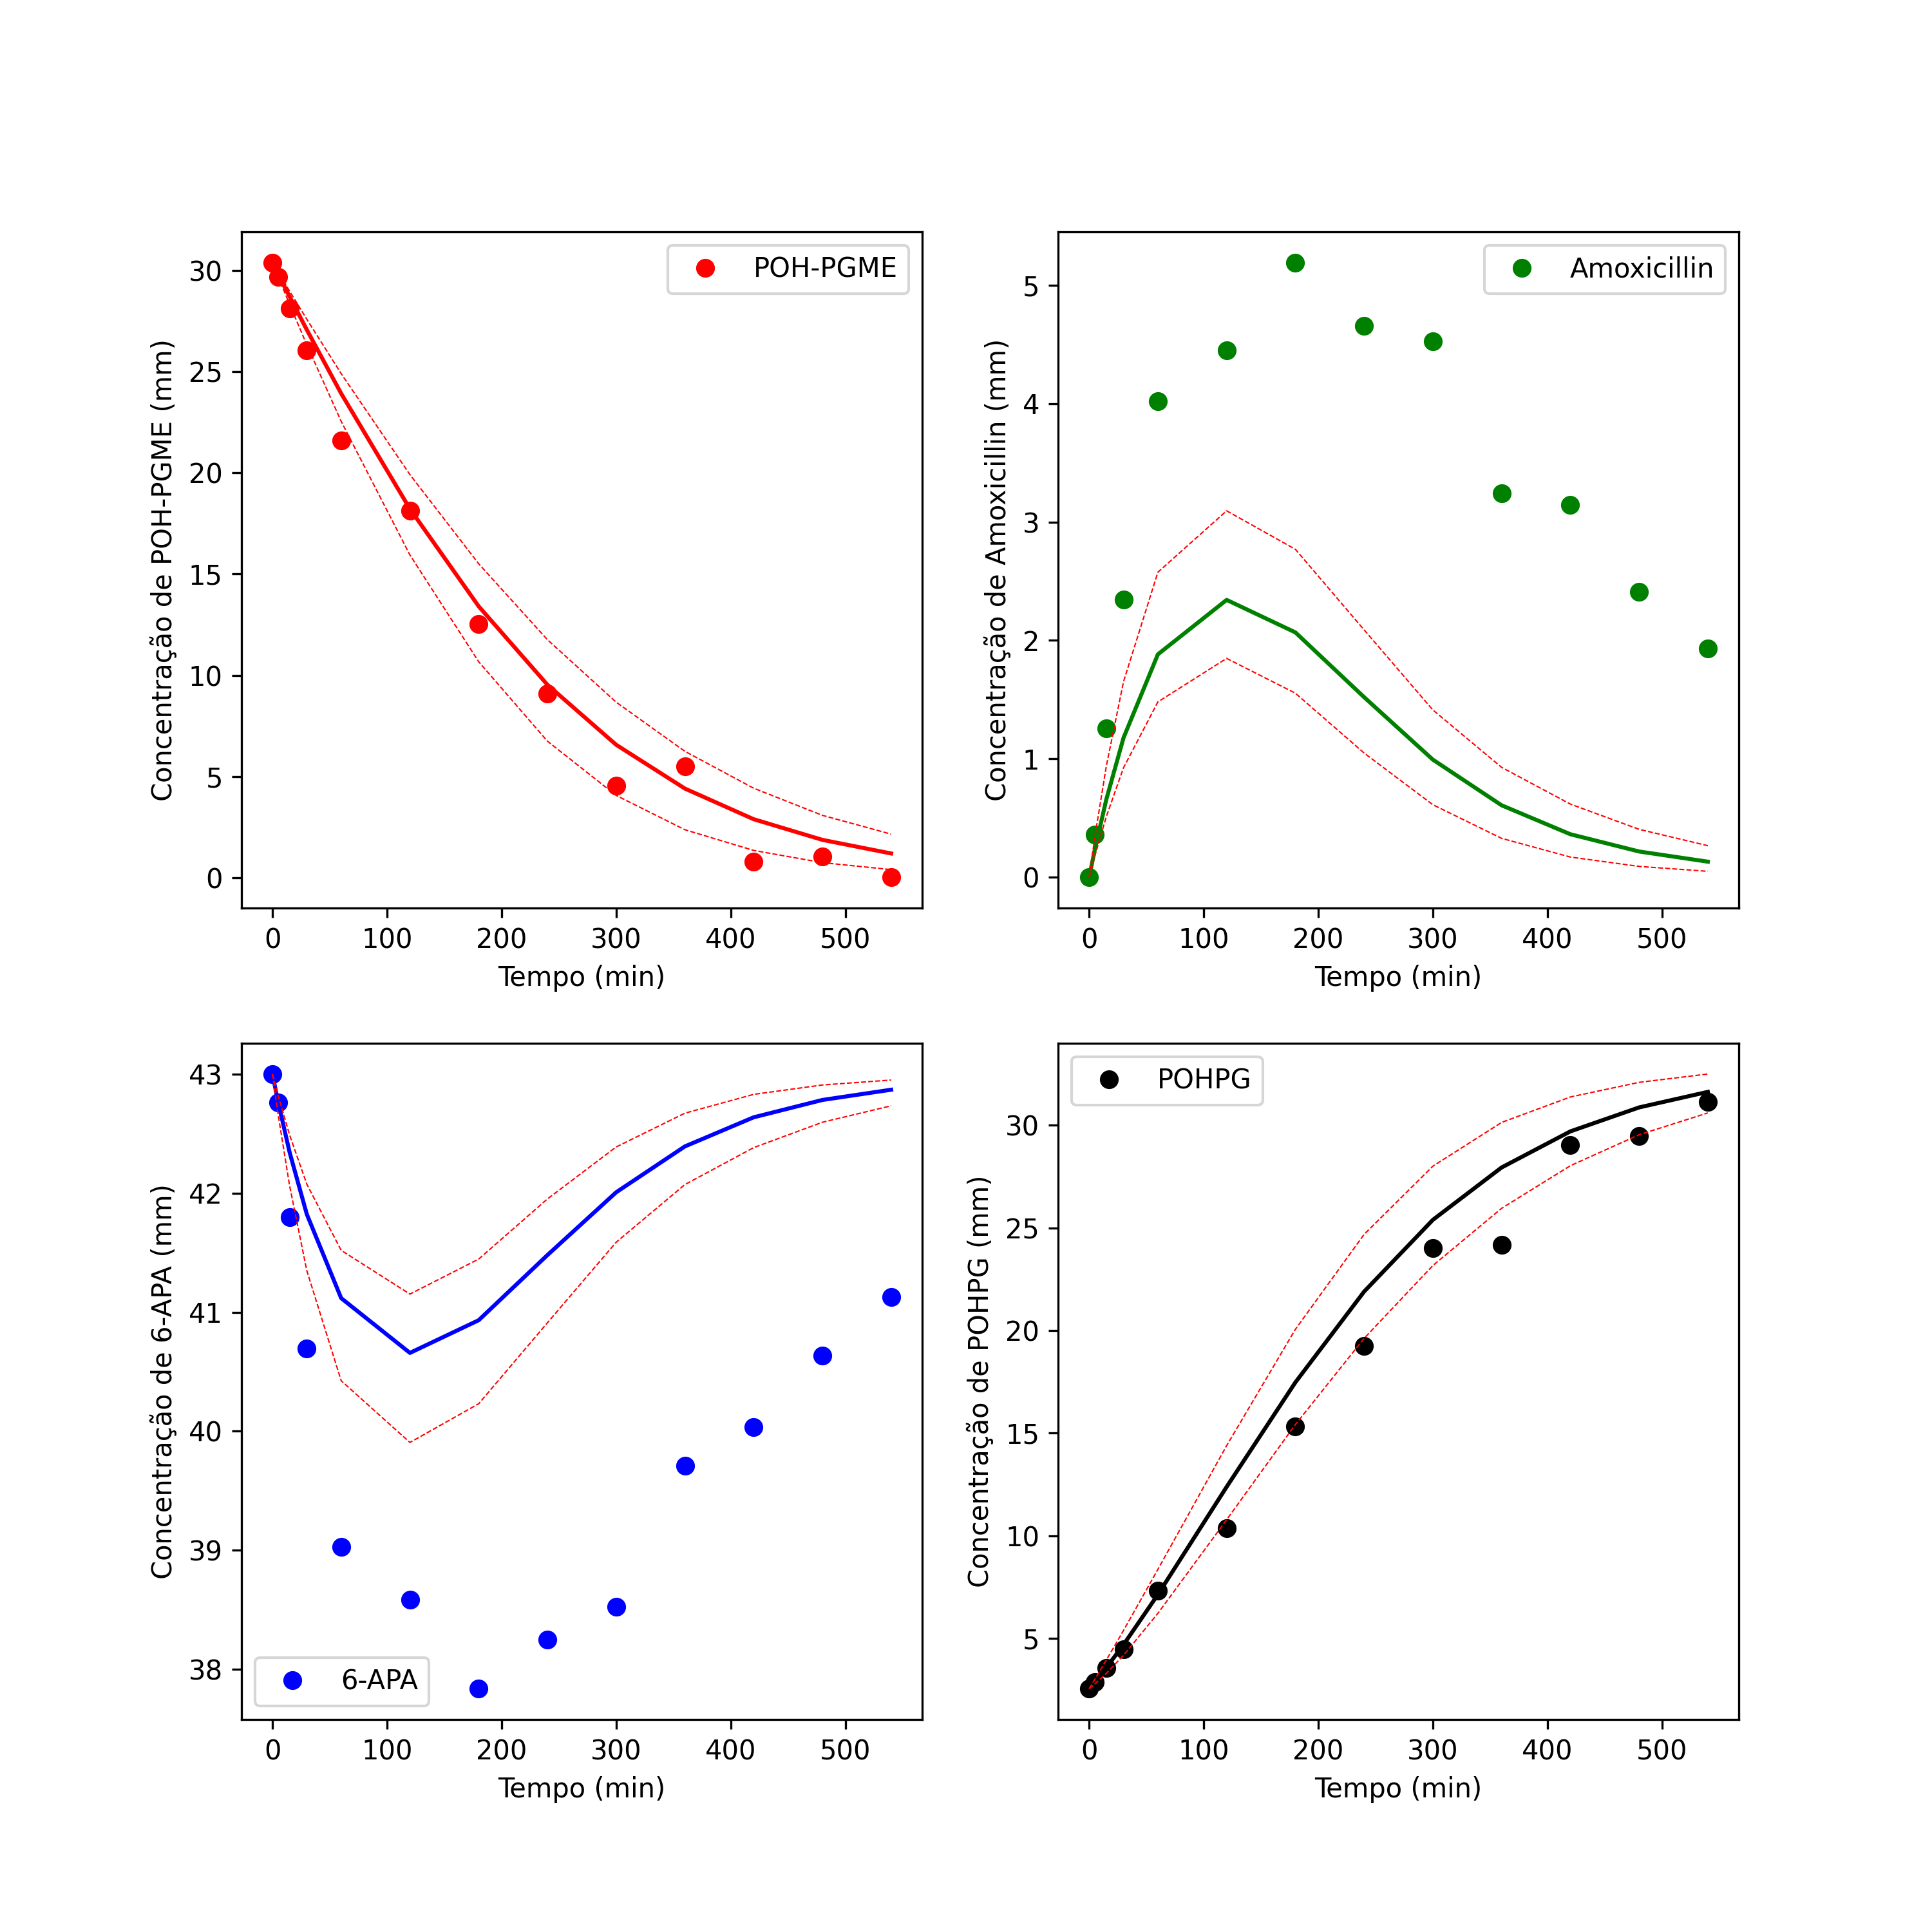 POH-PGME
Concentração de POH-PGME (mm)
30
25
20
15
10
5
0
0 100 200 300 400 500
Tempo (min)
Amoxicillin
Concentração de Amoxicillin (mm)
5
4
3
2
1
0
0 100 200 300 400 500
Tempo (min)
6-APA
Concentração de 6-APA (mm)
43
42
41
40
39
38
0 100 200 300 400 500
Tempo (min)
POHPG
Concentração de POHPG (mm)
30
25
20
15
10
5
0 100 200 300 400 500
Tempo (min)